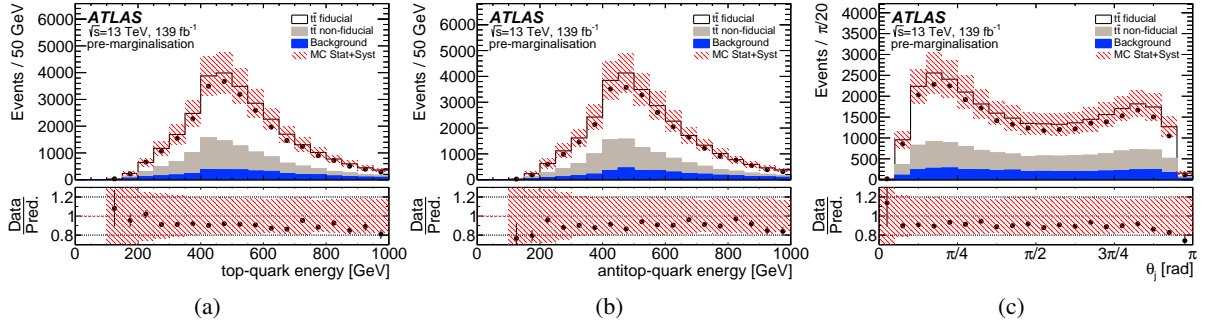 Events / 50 GeV
6000
5000
4000
3000
2000
1000
0
ATLAS
√s=13 TeV, 139 fb⁻¹
pre-marginalisation
tt̄ fiducial
tt̄ non-fiducial
Background
MC Stat+Syst
Data
Pred.
1.2
1.0
0.8
0 200 400 600 800 1000
top-quark energy [GeV]
(a)
Events / 50 GeV
6000
5000
4000
3000
2000
1000
0
ATLAS
√s=13 TeV, 139 fb⁻¹
pre-marginalisation
tt̄ fiducial
tt̄ non-fiducial
Background
MC Stat+Syst
Data
Pred.
1.2
1.0
0.8
0 200 400 600 800 1000
antitop-quark energy [GeV]
(b)
Events / π/20
4000
3500
3000
2500
2000
1500
1000
500
0
ATLAS
√s=13 TeV, 139 fb⁻¹
pre-marginalisation
tt̄ fiducial
tt̄ non-fiducial
Background
MC Stat+Syst
Data
Pred.
1.2
1
0.8
0 π/4 π/2 3π/4 π
θⱼ [rad]
(c)